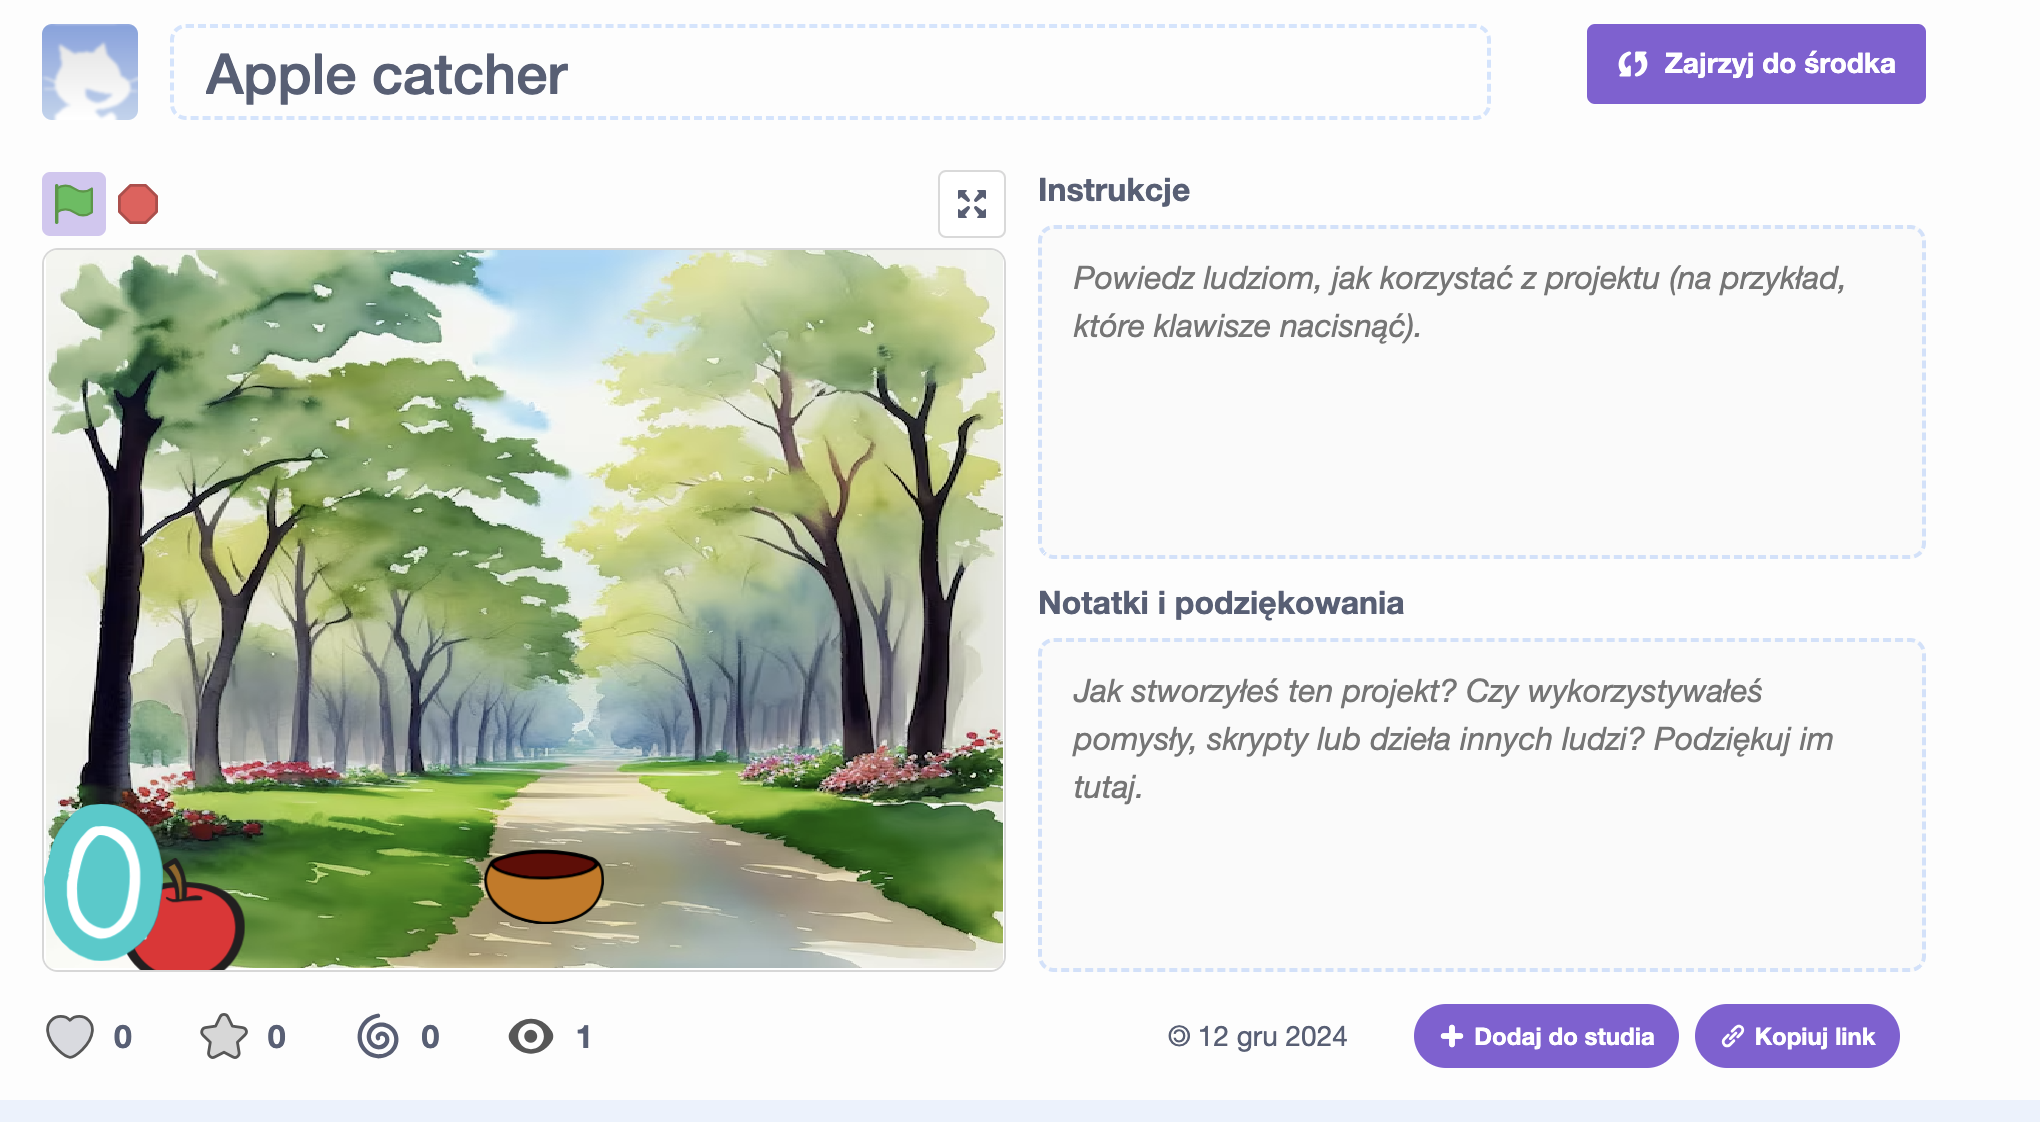 Apple catcher
Zajrzyj do środka
Instrukcje
Powiedz ludziom, jak korzystać z projektu (na przykład,
które klawisze nacisnąć).
Notatki i podziękowania
Jak stworzyłeś ten projekt? Czy wykorzystywałeś
pomysły, skrypty lub dzieła innych ludzi? Podziękuj im
tutaj.
0
0 0 0 1
12 gru 2024
Dodaj do studia
Kopiuj link